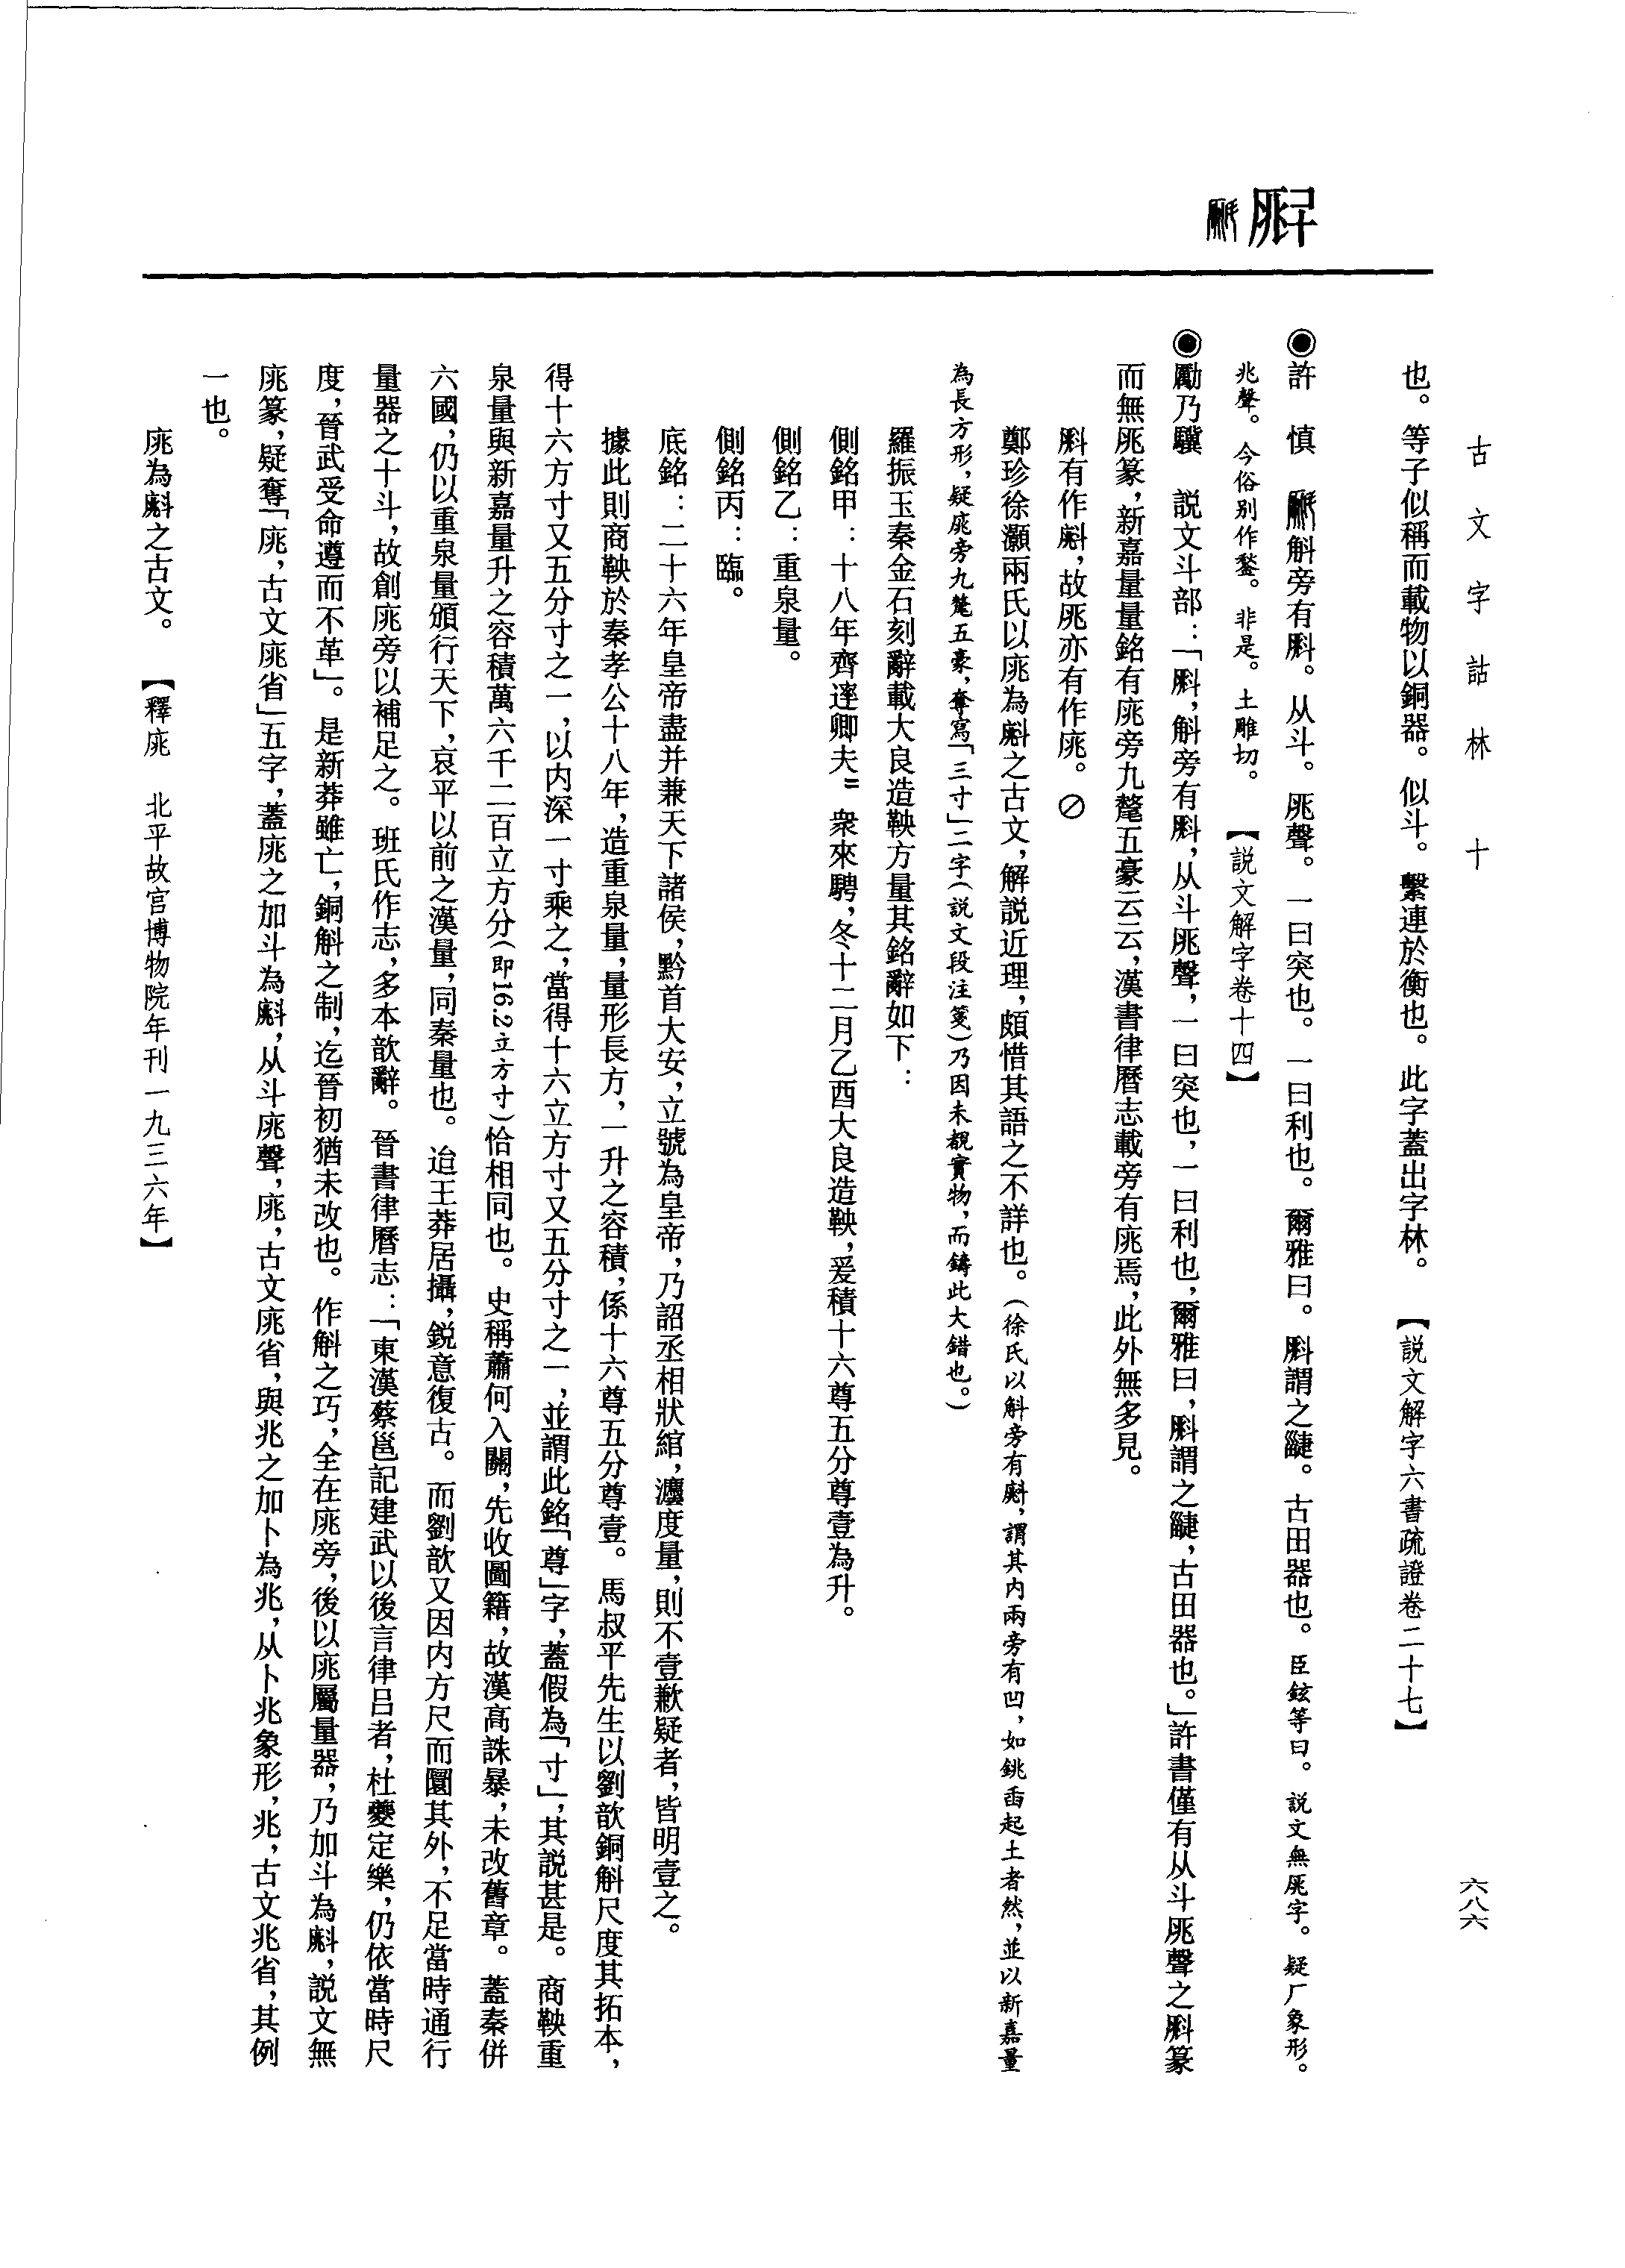 古文字詁林　十
六八六
也。等子似稱而載物以銅器。似斗。繫連於衡也。此字蓋出字林。【説文解字六書疏證卷二十七】
◉許　慎　斛旁有㪶。从斗。㡿聲。一曰突也。一曰利也。爾雅曰。㪶謂之疀。古田器也。臣鉉等曰。説文無㡿字。疑厂象形。
兆聲。今俗别作鍫。非是。土雕切。【説文解字卷十四】
◉勵乃驥　説文斗部：「㪶，斛旁有㪶，从斗㡿聲，一曰突也，一曰利也，爾雅曰，㪶謂之疀，古田器也。」許書僅有从斗㡿聲之㪶篆
而無㡿篆，新嘉量量銘有庣旁九氂五豪云云，漢書律曆志載旁有庣焉，此外無多見。
㪶有作㪶，故㡿亦有作庣。
鄭珍徐灝兩氏以庣為㪶之古文，解説近理，頗惜其語之不詳也。（徐氏以斛旁有㪶，謂其内兩旁有凹，如銚臿起土者然，並以新嘉量
為長方形，疑庣旁九氂五豪，奪寫「三寸」二字（説文段注箋）乃因未覩實物，而鑄此大錯也。）
羅振玉秦金石刻辭載大良造鞅方量其銘辭如下：
側銘甲：十八年齊遳卿夫〓衆來聘，冬十二月乙酉大良造鞅，爰積十六尊五分尊壹為升。
側銘乙：重泉量。
側銘丙：臨。
底銘：二十六年皇帝盡并兼天下諸侯，黔首大安，立號為皇帝，乃詔丞相狀綰，灋度量，則不壹歉疑者，皆明壹之。
據此則商鞅於秦孝公十八年，造重泉量，量形長方，一升之容積，係十六尊五分尊壹。馬叔平先生以劉歆銅斛尺度其拓本，
得十六方寸又五分寸之一，以内深一寸乘之，當得十六立方寸又五分寸之一，並謂此銘「尊」字，蓋假為「寸」，其説甚是。商鞅重
泉量與新嘉量升之容積萬六千二百立方分（即16.2立方寸）恰相同也。史稱蕭何入關，先收圖籍，故漢高誅暴，未改舊章。蓋秦併
六國，仍以重泉量頒行天下，哀平以前之漢量，同秦量也。迨王莽居攝，鋭意復古。而劉歆又因内方尺而圜其外，不足當時通行
量器之十斗，故創庣旁以補足之。班氏作志，多本歆辭。晉書律曆志：「東漢蔡邕記建武以後言律吕者，杜夔定樂，仍依當時尺
度，晉武受命遵而不革」。是新莽雖亡，銅斛之制，迄晉初猶未改也。作斛之巧，全在庣旁，後以庣屬量器，乃加斗為㪶，説文無
庣篆，疑奪「庣，古文庣省」五字，蓋庣之加斗為㪶，从斗庣聲，庣，古文庣省，與兆之加卜為兆，从卜兆象形，兆，古文兆省，其例
一也。
庣為㪶之古文。【釋庣　北平故宫博物院年刊一九三六年】